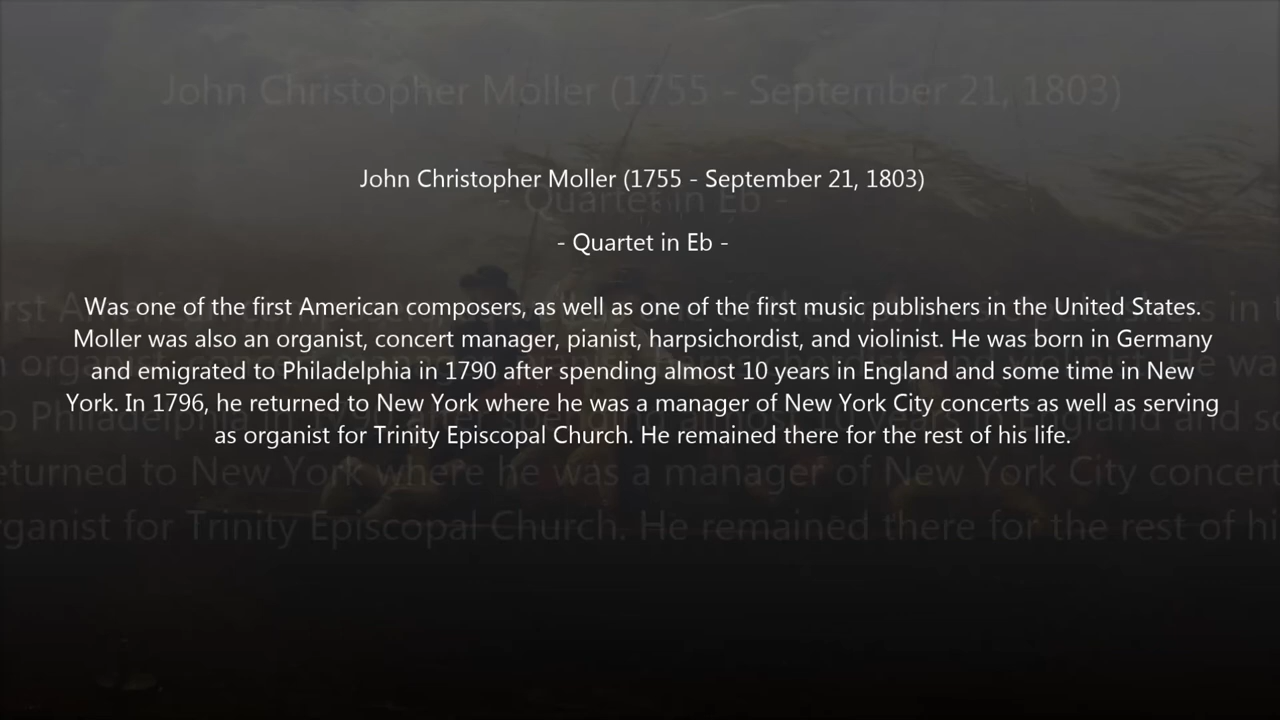 John Christopher Moller (1755 - September 21, 1803)
- Quartet in Eb -
Was one of the first American composers, as well as one of the first music publishers in the United States.
Moller was also an organist, concert manager, pianist, harpsichordist, and violinist. He was born in Germany
and emigrated to Philadelphia in 1790 after spending almost 10 years in England and some time in New
York. In 1796, he returned to New York where he was a manager of New York City concerts as well as serving
as organist for Trinity Episcopal Church. He remained there for the rest of his life.